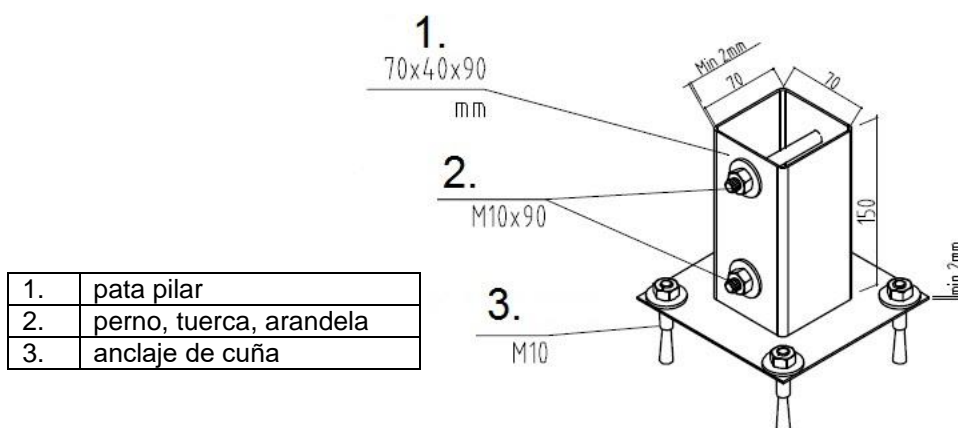 1.
70x40x90
mm
Min 2mm
70
70
2.
M10x90
150
min 2mm
3.
M10
1. pata pilar
2. perno, tuerca, arandela
3. anclaje de cuña